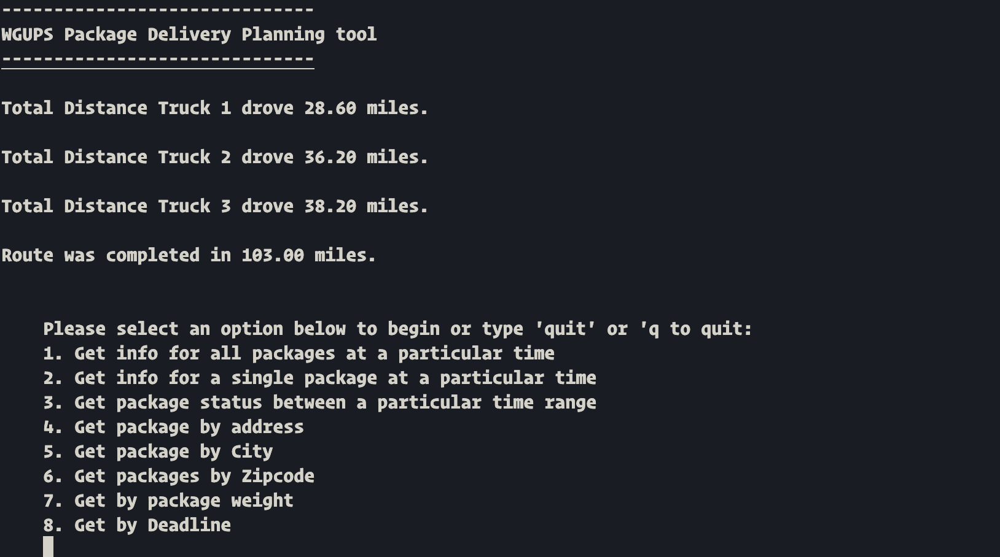 ------------------------------
WGUPS Package Delivery Planning tool
------------------------------
Total Distance Truck 1 drove 28.60 miles.
Total Distance Truck 2 drove 36.20 miles.
Total Distance Truck 3 drove 38.20 miles.
Route was completed in 103.00 miles.
Please select an option below to begin or type 'quit' or 'q to quit:
1. Get info for all packages at a particular time
2. Get info for a single package at a particular time
3. Get package status between a particular time range
4. Get package by address
5. Get package by City
6. Get packages by Zipcode
7. Get by package weight
8. Get by Deadline